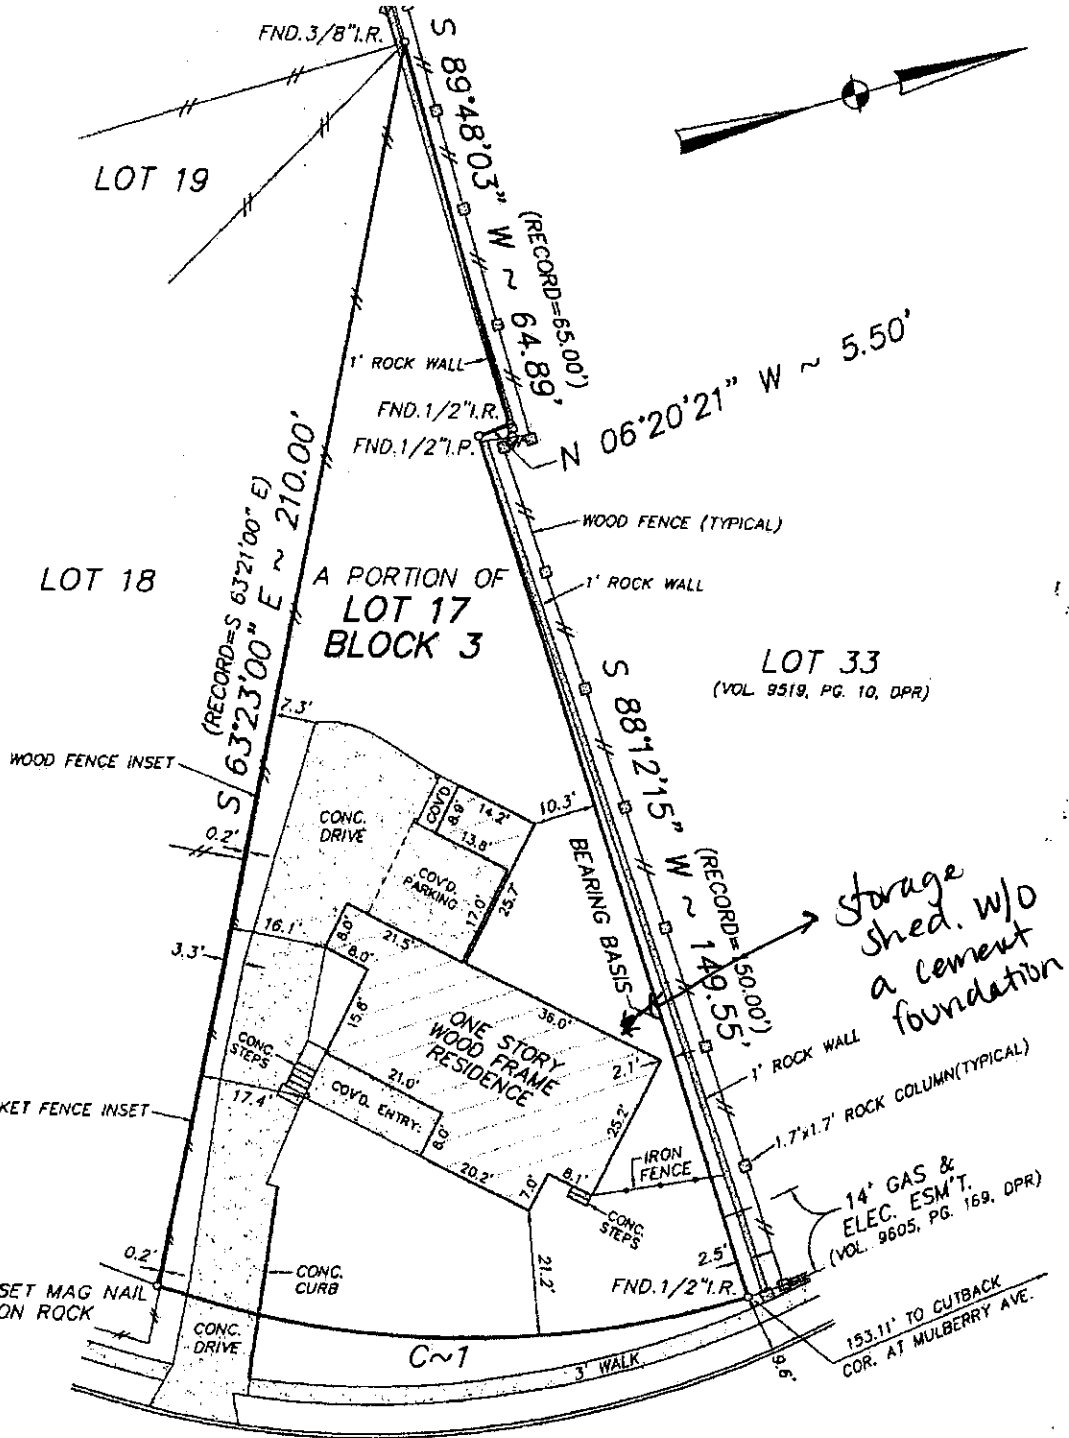 FND. 3/8"I.R.
S 89°48'03" W ~ 64.89'
(RECORD=65.00')
LOT 19
1' ROCK WALL
FND.1/2"I.R.
FND.1/2"I.P.
N 06°20'21" W ~ 5.50'
WOOD FENCE (TYPICAL)
1' ROCK WALL
LOT 18
(RECORD=S 63°21'00" E)
S 63°23'00" E ~ 210.00'
A PORTION OF
LOT 17
BLOCK 3
LOT 33
(VOL. 9519, PG. 10, DPR)
S 88°12'15" W ~ 149.55'
7.3'
WOOD FENCE INSET
0.2'
CONC.
DRIVE
COV'D.
8.9'
14.2'
13.8'
10.3'
COV'D.
PARKING
17.0'
25.7'
BEARING BASIS
storage
shed. w/o
a cement
foundation
16.1'
3.3'
8.0'
8.0'
21.5'
15.8'
36.0'
ONE STORY
WOOD FRAME
RESIDENCE
2.1'
25.2'
CONC.
STEPS
17.4'
21.0'
COV'D. ENTRY
8.0'
20.2'
7.0'
8.1'
CONC.
STEPS
IRON
FENCE
1' ROCK WALL
1.7'x1.7' ROCK COLUMN(TYPICAL)
KET FENCE INSET
14' GAS &
ELEC. ESM'T.
(VOL. 9605, PG. 169, DPR)
0.2'
SET MAG NAIL
ON ROCK
CONC.
CURB
21.2'
2.5'
FND.1/2"I.R.
CONC.
DRIVE
C~1
3' WALK
9.6'
153.11' TO CUTBACK
COR. AT MULBERRY AVE.